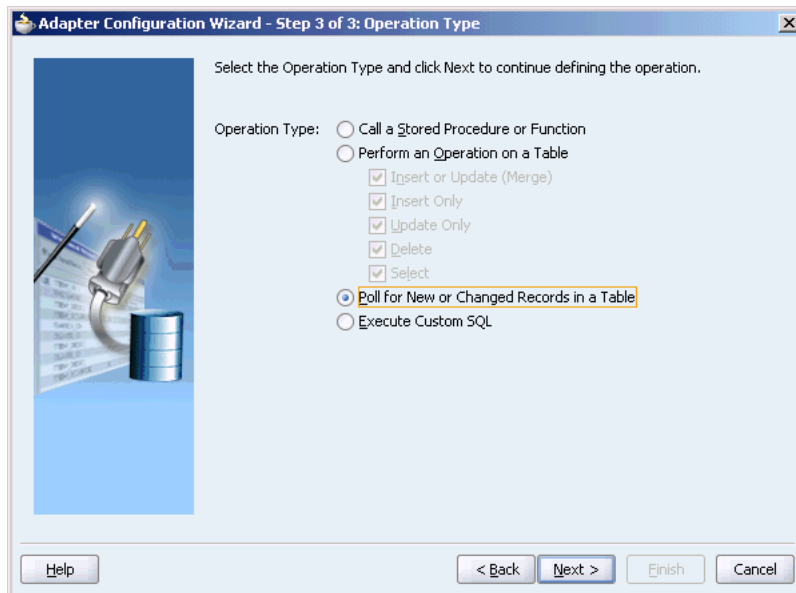 Adapter Configuration Wizard - Step 3 of 3: Operation Type
Select the Operation Type and click Next to continue defining the operation.
Operation Type: Call a Stored Procedure or Function
Perform an Operation on a Table
Insert or Update (Merge)
Insert Only
Update Only
Delete
Select
Poll for New or Changed Records in a Table
Execute Custom SQL
Help < Back Next > Finish Cancel